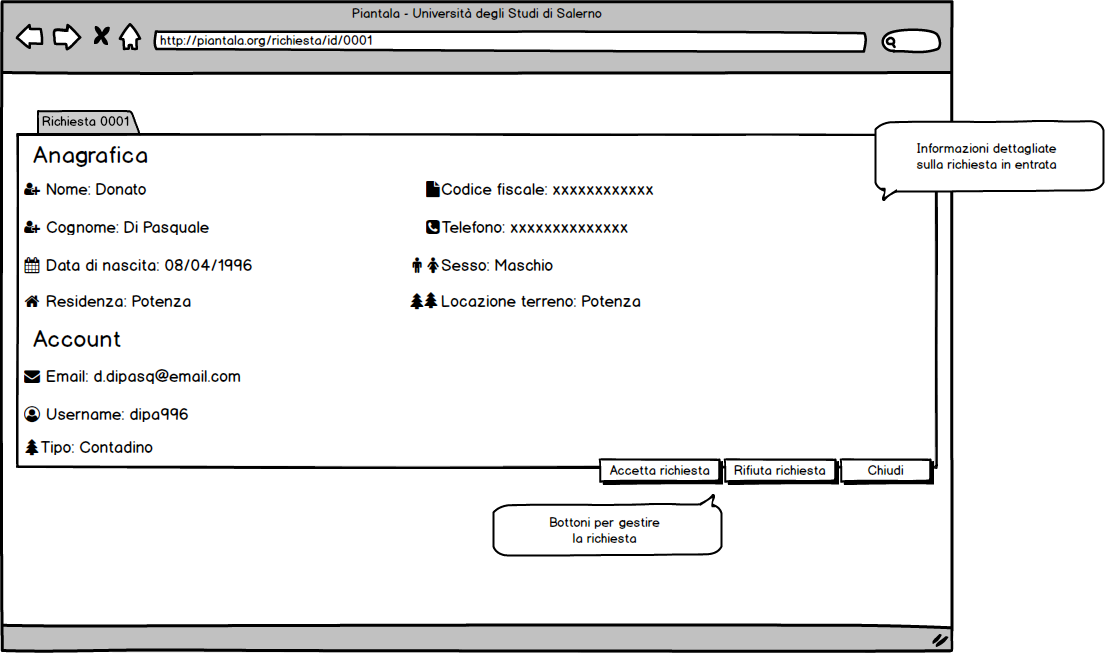 Piantala - Università degli Studi di Salerno
http://piantala.org/richiesta/id/0001
Richiesta 0001
Informazioni dettagliate
sulla richiesta in entrata
Anagrafica
Nome: Donato
Codice fiscale: xxxxxxxxxxxx
Cognome: Di Pasquale
Telefono: xxxxxxxxxxxxxx
Data di nascita: 08/04/1996
Sesso: Maschio
Residenza: Potenza
Locazione terreno: Potenza
Account
Email: d.dipasq@email.com
Username: dipa996
Tipo: Contadino
Accetta richiesta
Rifiuta richiesta
Chiudi
Bottoni per gestire
la richiesta